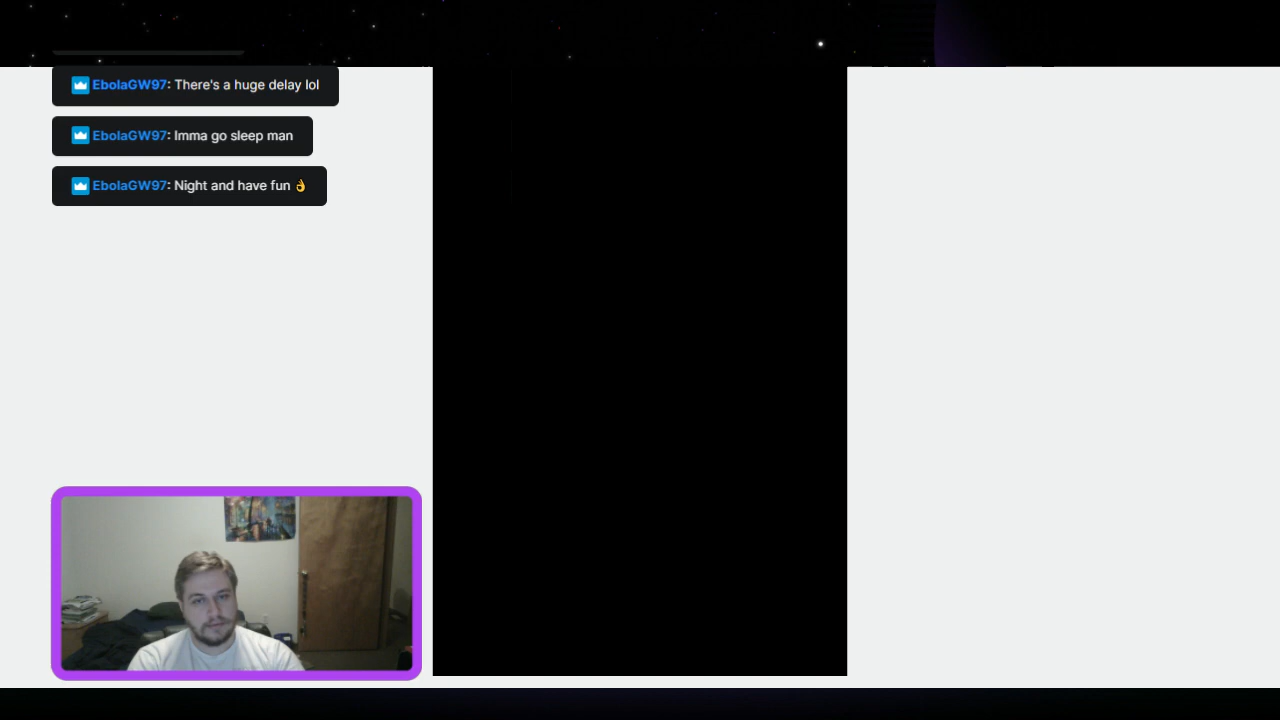 EbolaGW97: There's a huge delay lol
EbolaGW97: Imma go sleep man
EbolaGW97: Night and have fun 👌